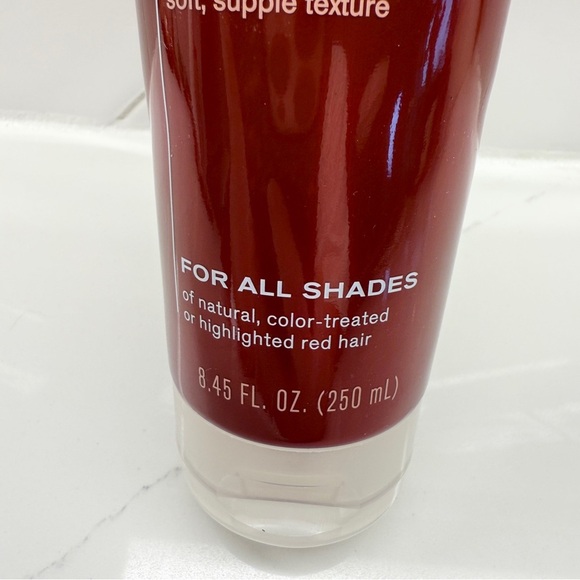 soft, supple texture
FOR ALL SHADES
of natural, color-treated
or highlighted red hair
8.45 FL. OZ. (250 mL)